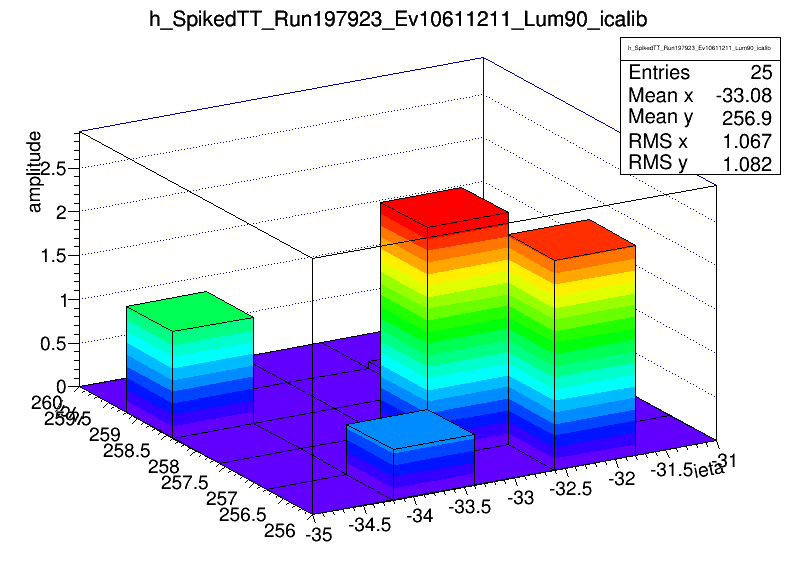 h_SpikedTT_Run197923_Ev10611211_Lum90_icalib
h_SpikedTT_Run197923_Ev10611211_Lum90_icalib
Entries 25
Mean x -33.08
Mean y 256.9
RMS x 1.067
RMS y 1.082
amplitude
2.5
2
1.5
1
0.5
0
260
259.5
259
258.5
258
257.5
257
256.5
256
-35
-34.5
-34
-33.5
-33
-32.5
-32
-31.5
-31
ieta